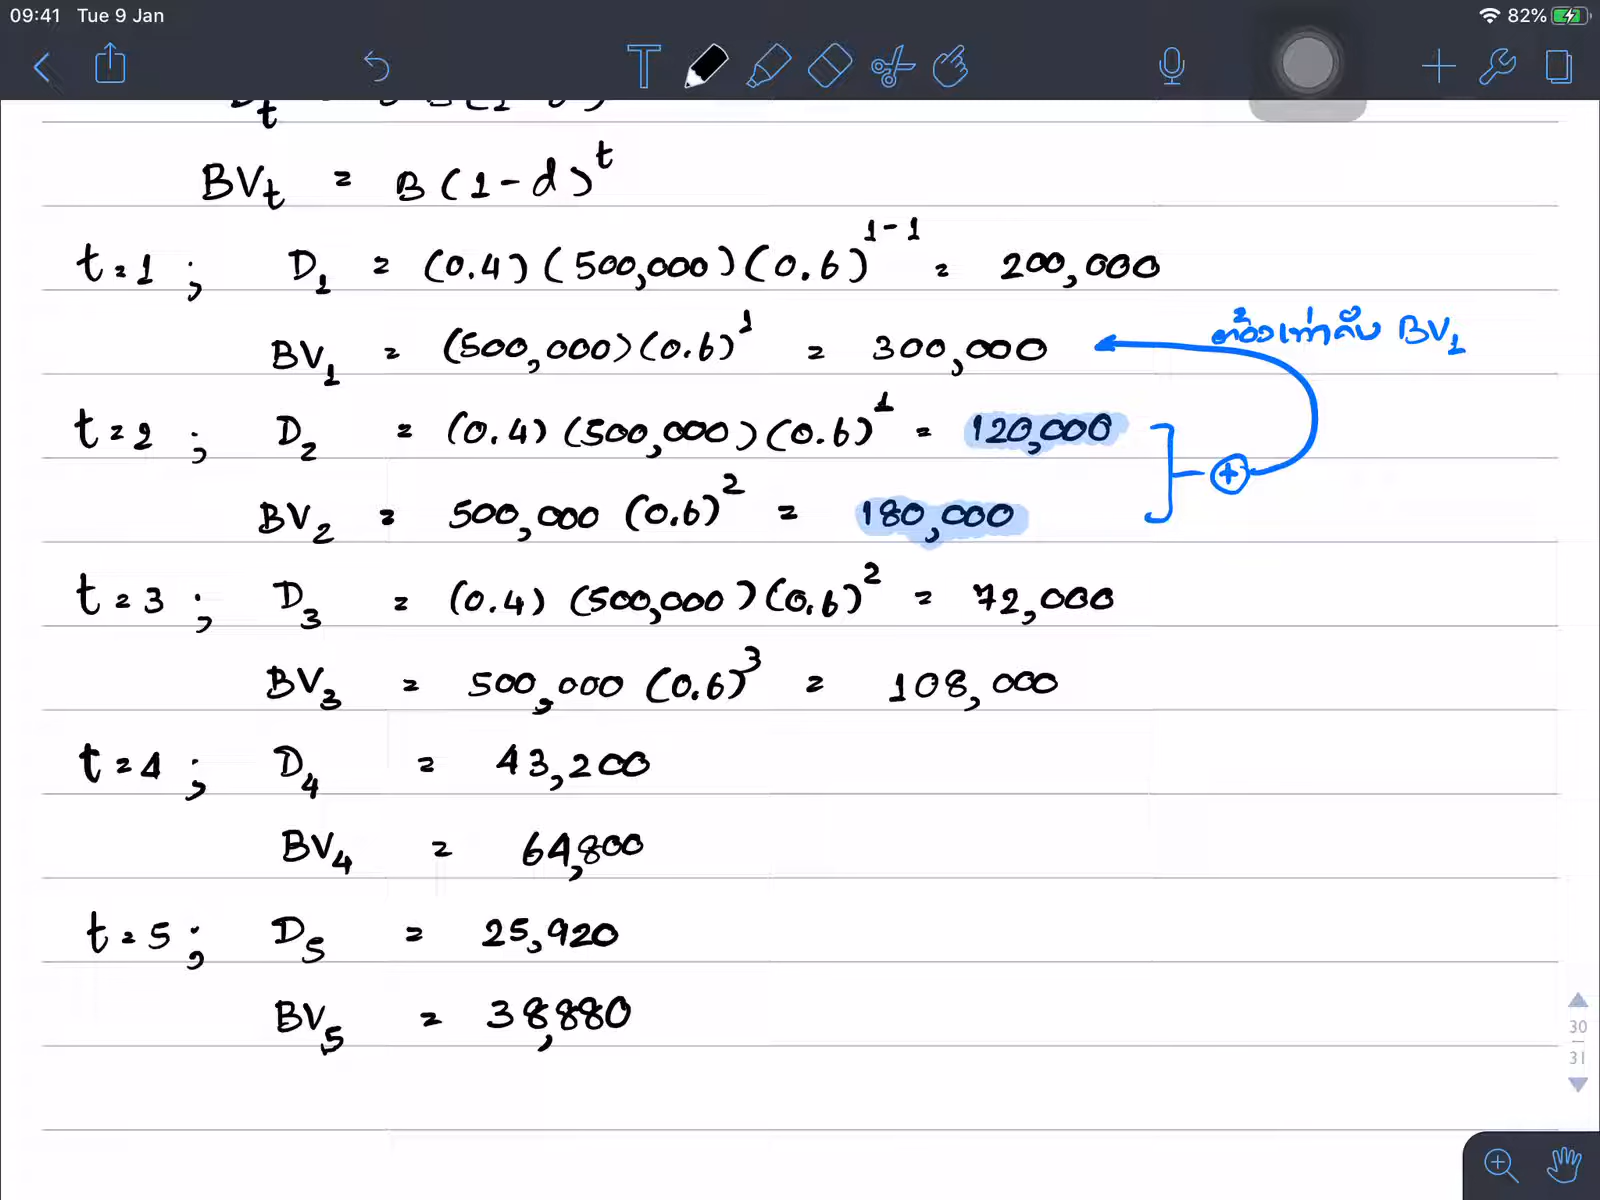 09:41 Tue 9 Jan 82%
T
BVt = B(1-d)^t
t=1; D1 = (0.4)(500,000)(0.6)^1-1 = 200,000
BV1 = (500,000)(0.6)^1 = 300,000 ต้องเท่ากับ BV1
t=2; D2 = (0.4)(500,000)(0.6)^1 = 120,000
+
BV2 = 500,000 (0.6)^2 = 180,000
t=3; D3 = (0.4)(500,000)(0.6)^2 = 72,000
BV3 = 500,000 (0.6)^3 = 108,000
t=4; D4 = 43,200
BV4 = 64,800
t=5; D5 = 25,920
BV5 = 38,880
30
31